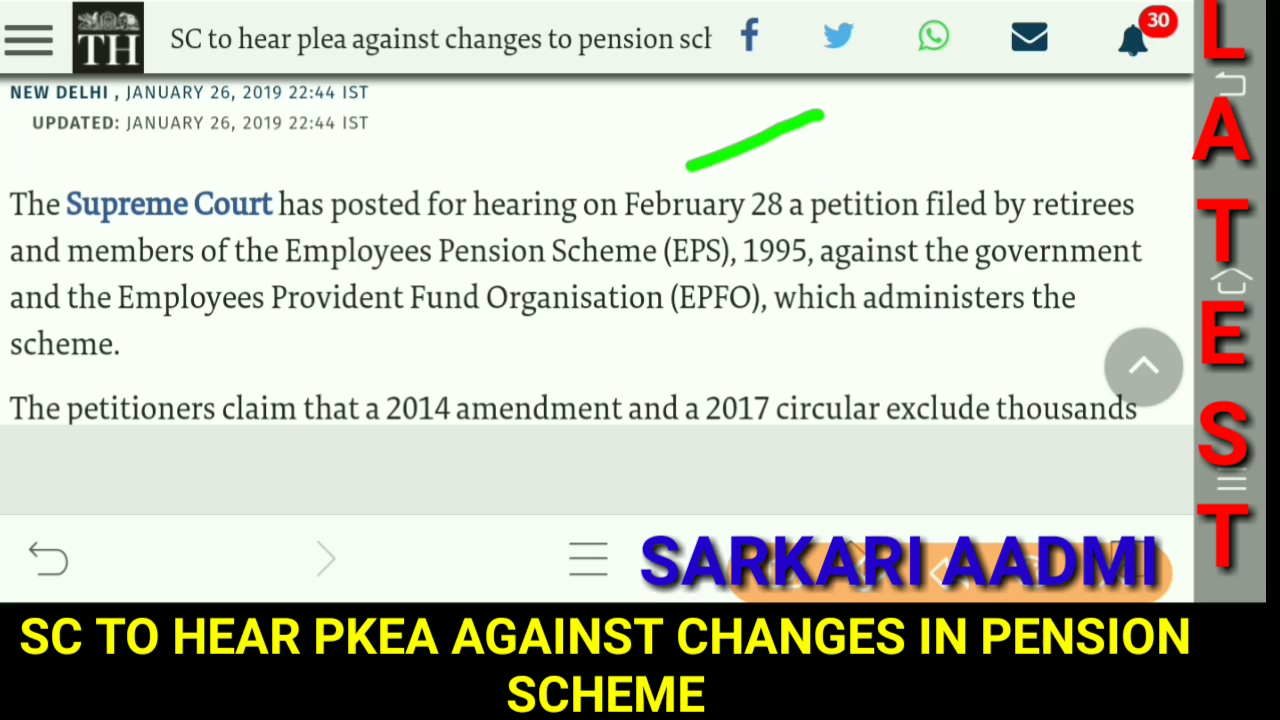 TH
SC to hear plea against changes to pension scl
30
NEW DELHI , JANUARY 26, 2019 22:44 IST
UPDATED: JANUARY 26, 2019 22:44 IST
The Supreme Court has posted for hearing on February 28 a petition filed by retirees
and members of the Employees Pension Scheme (EPS), 1995, against the government
and the Employees Provident Fund Organisation (EPFO), which administers the
scheme.
The petitioners claim that a 2014 amendment and a 2017 circular exclude thousands
LATEST
SARKARI AADMI
SC TO HEAR PKEA AGAINST CHANGES IN PENSION
SCHEME